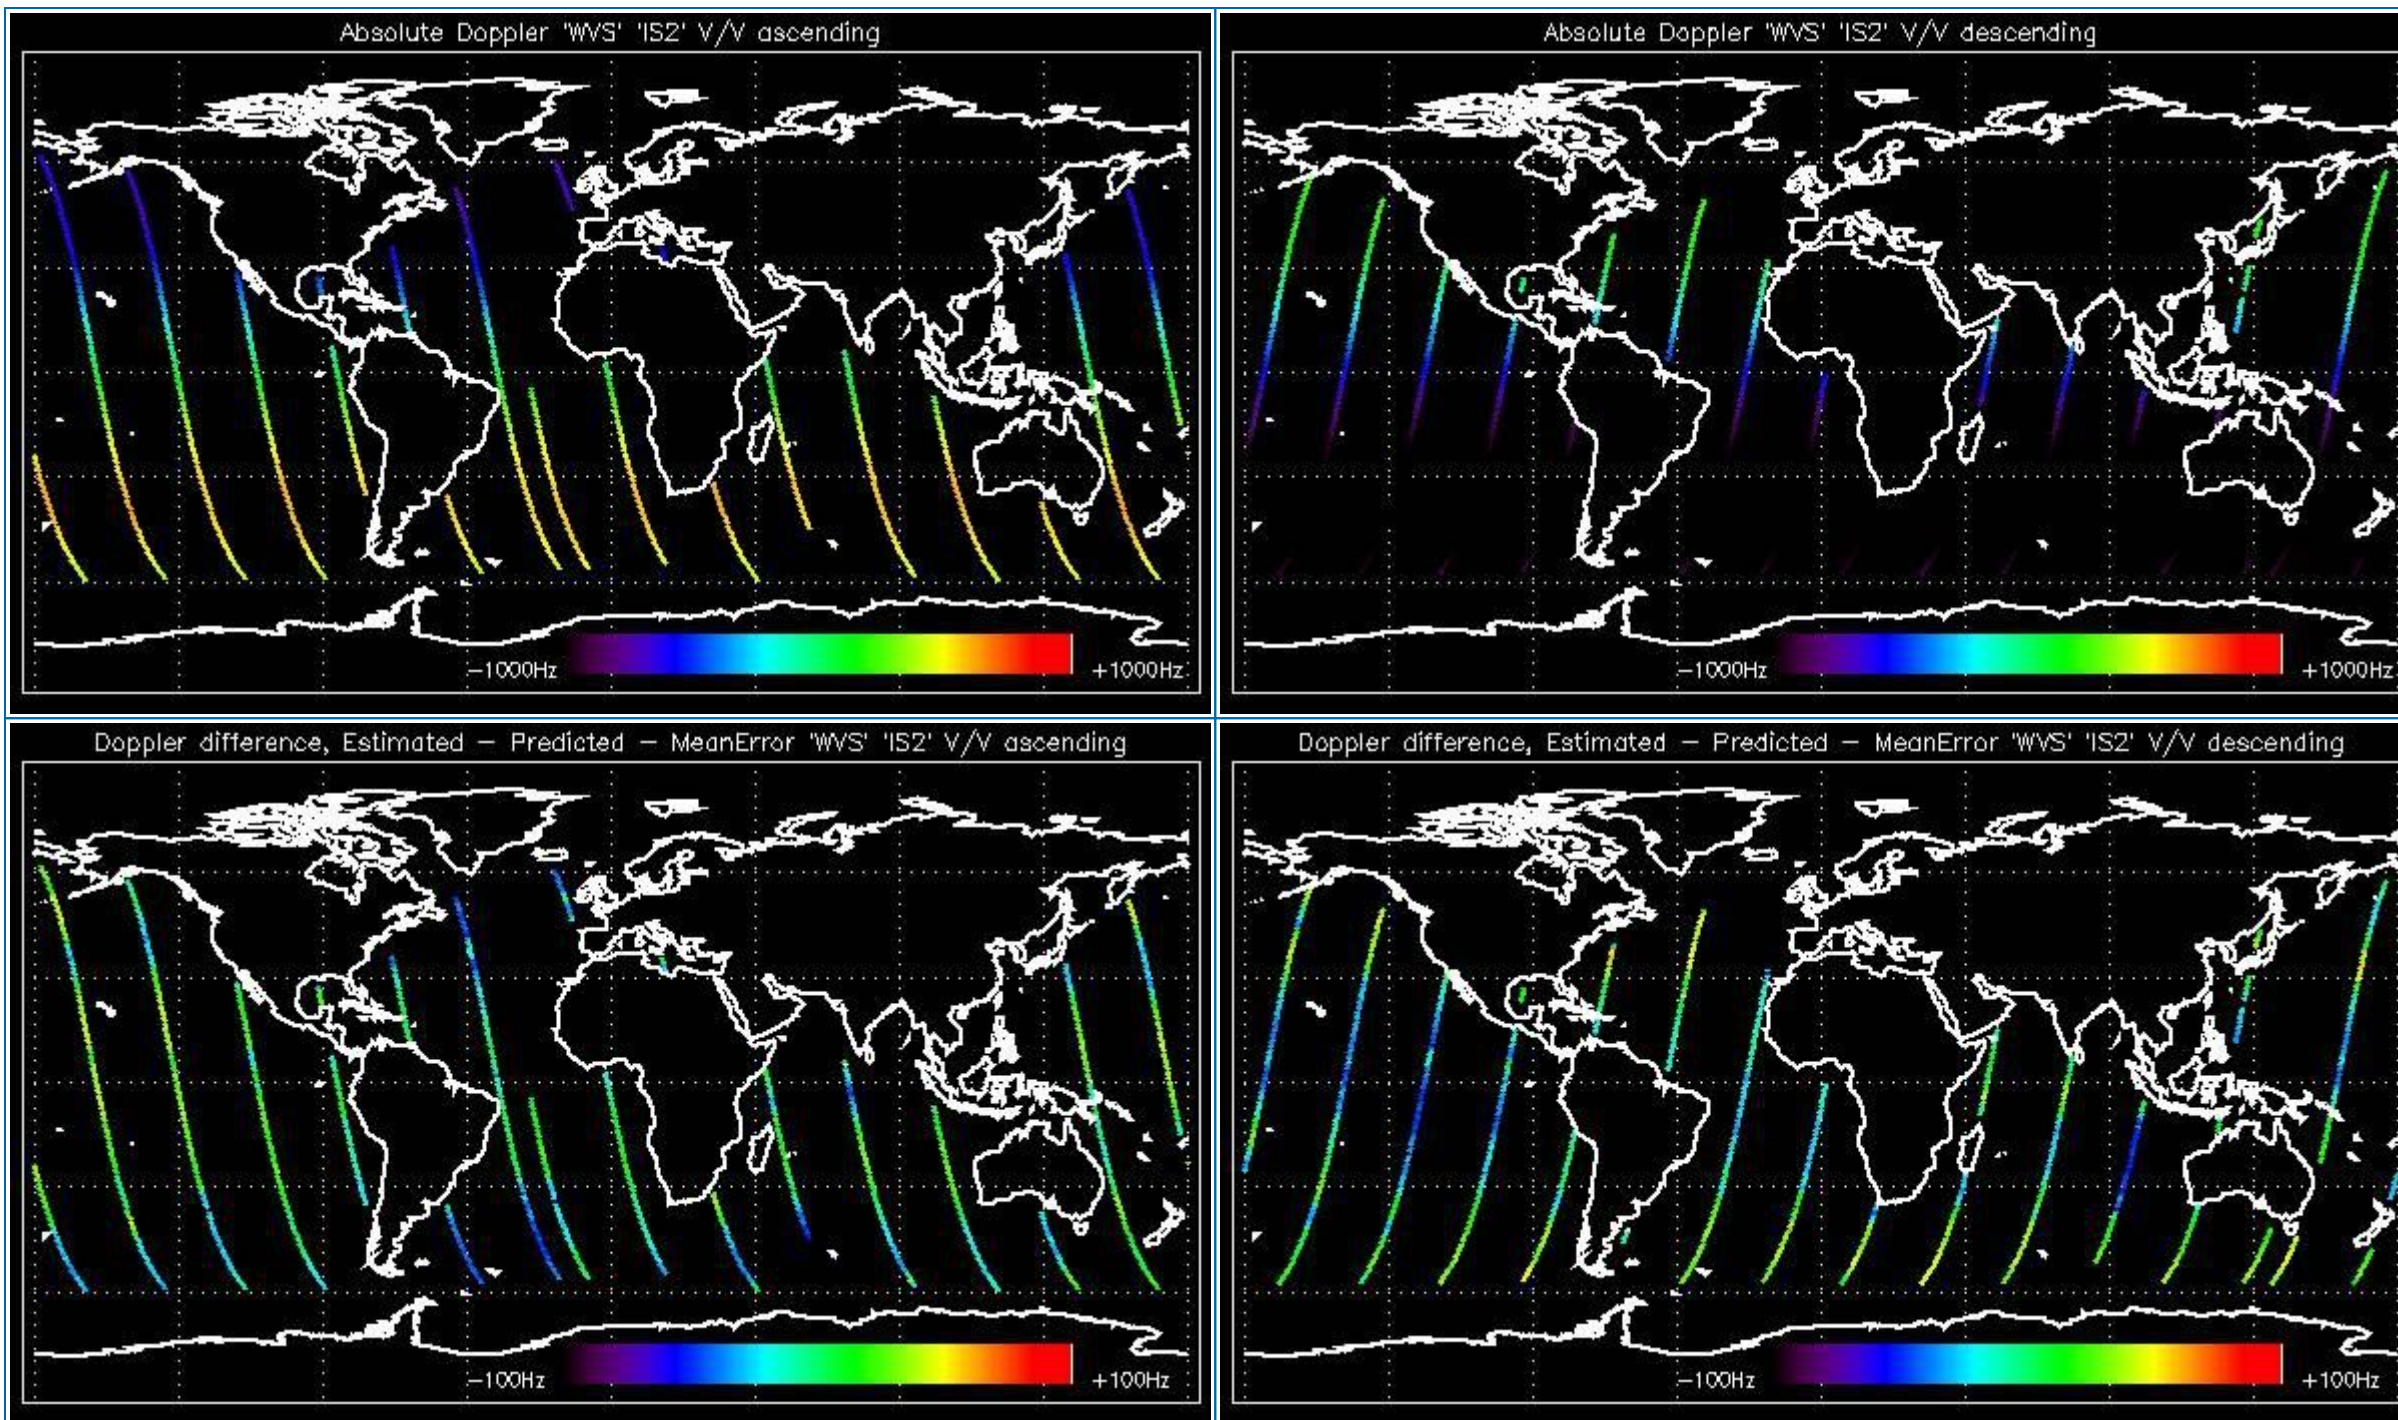 Absolute Doppler 'WVS' 'IS2' V/V ascending
−1000Hz +1000Hz
Absolute Doppler 'WVS' 'IS2' V/V descending
−1000Hz +1000Hz
Doppler difference, Estimated − Predicted − MeanError 'WVS' 'IS2' V/V ascending
−100Hz +100Hz
Doppler difference, Estimated − Predicted − MeanError 'WVS' 'IS2' V/V descending
−100Hz +100Hz